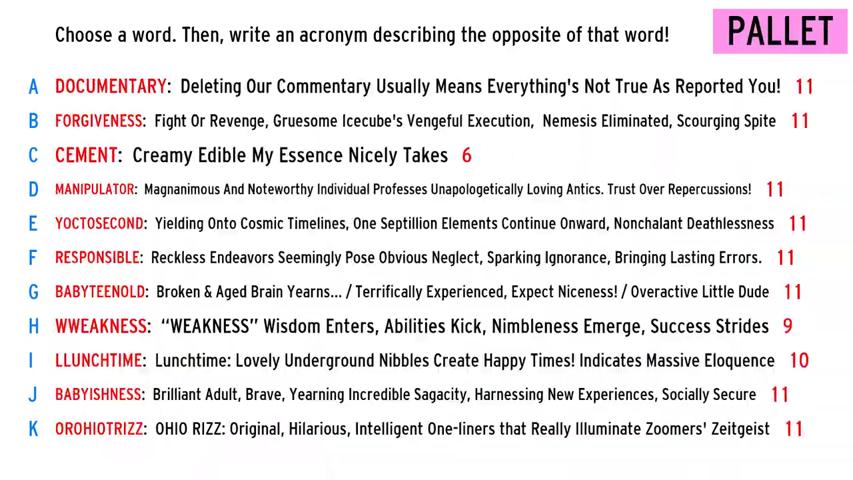 Choose a word. Then, write an acronym describing the opposite of that word!
PALLET
A DOCUMENTARY: Deleting Our Commentary Usually Means Everything's Not True As Reported You! 11
B FORGIVENESS: Fight Or Revenge, Gruesome Icecube's Vengeful Execution, Nemesis Eliminated, Scourging Spite 11
C CEMENT: Creamy Edible My Essence Nicely Takes 6
D MANIPULATOR: Magnanimous And Noteworthy Individual Professes Unapologetically Loving Antics. Trust Over Repercussions! 11
E YOCTOSECOND: Yielding Onto Cosmic Timelines, One Septillion Elements Continue Onward, Nonchalant Deathlessness 11
F RESPONSIBLE: Reckless Endeavors Seemingly Pose Obvious Neglect, Sparking Ignorance, Bringing Lasting Errors. 11
G BABYTEENOLD: Broken & Aged Brain Yearns... / Terrifically Experienced, Expect Niceness! / Overactive Little Dude 11
H WWEAKNESS: “WEAKNESS” Wisdom Enters, Abilities Kick, Nimbleness Emerge, Success Strides 9
I LLUNCHTIME: Lunchtime: Lovely Underground Nibbles Create Happy Times! Indicates Massive Eloquence 10
J BABYISHNESS: Brilliant Adult, Brave, Yearning Incredible Sagacity, Harnessing New Experiences, Socially Secure 11
K OROHIOTRIZZ: OHIO RIZZ: Original, Hilarious, Intelligent One-liners that Really Illuminate Zoomers' Zeitgeist 11